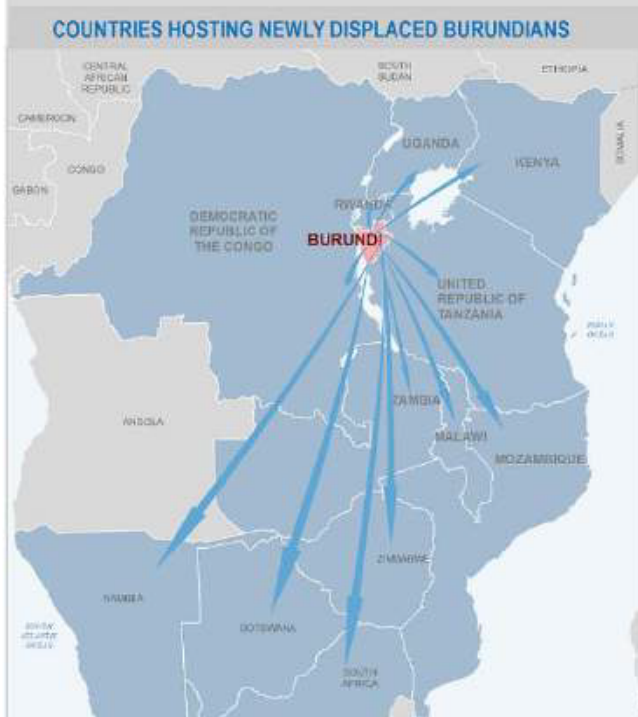 COUNTRIES HOSTING NEWLY DISPLACED BURUNDIANS
CENTRAL
AFRICAN
REPUBLIC
SOUTH
SUDAN
ETHIOPIA
CAMEROON
SOMALIA
UGANDA
KENYA
GABON
CONGO
RWANDA
DEMOCRATIC
REPUBLIC OF
THE CONGO
BURUNDI
UNITED
REPUBLIC OF
TANZANIA
ANGOLA
ZAMBIA
MALAWI
MOZAMBIQUE
ZIMBABWE
NAMIBIA
BOTSWANA
SOUTH
AFRICA